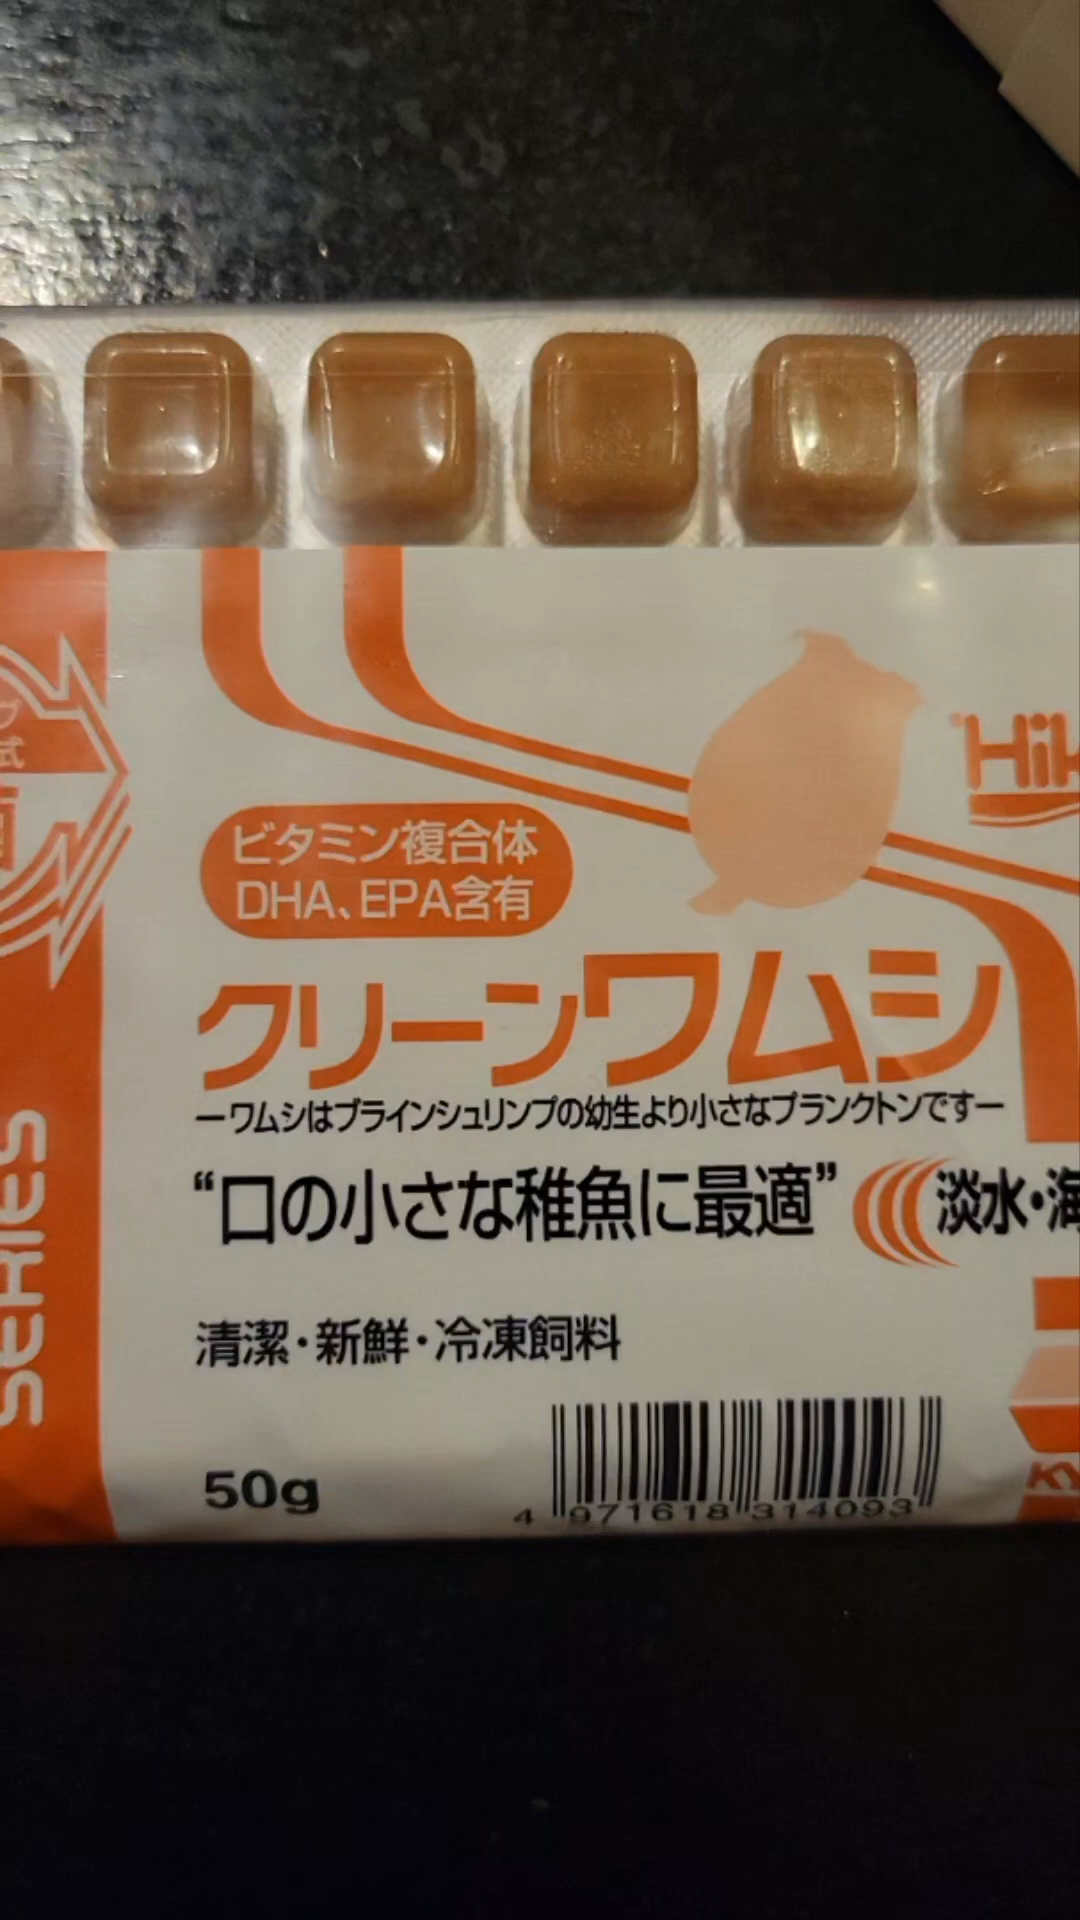 ビタミン複合体
DHA、EPA含有
クリーンワムシ
ーワムシはブラインシュリンプの幼生より小さなプランクトンですー
“口の小さな稚魚に最適”
淡水・海
清潔・新鮮・冷凍飼料
50g
4 971618 314093
SERIES
式